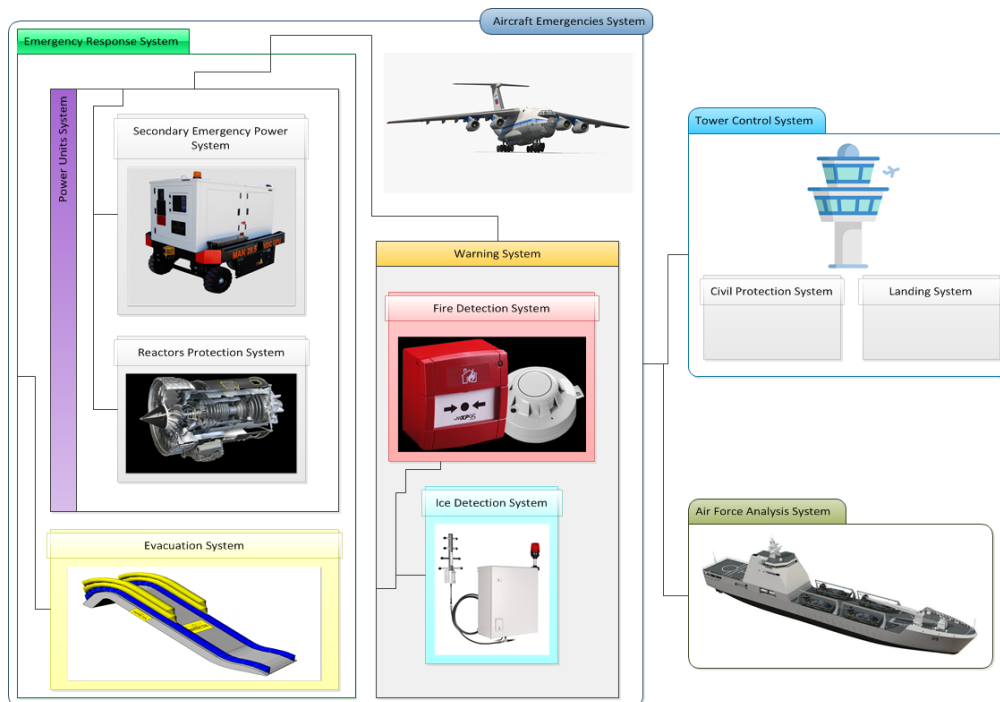 Aircraft Emergencies System
Emergency Response System
Power Units System
Secondary Emergency Power
System
Reactors Protection System
Evacuation System
Warning System
Fire Detection System
Ice Detection System
Tower Control System
Civil Protection System
Landing System
Air Force Analysis System